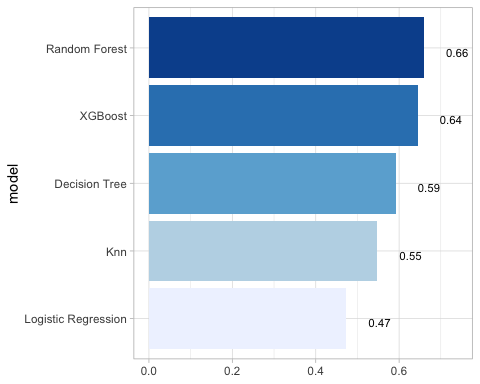 model
Random Forest
0.66
XGBoost
0.64
Decision Tree
0.59
Knn
0.55
Logistic Regression
0.47
0.0
0.2
0.4
0.6